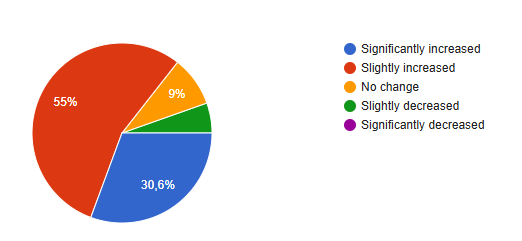 Significantly increased
Slightly increased
No change
Slightly decreased
Significantly decreased
55%
9%
30,6%